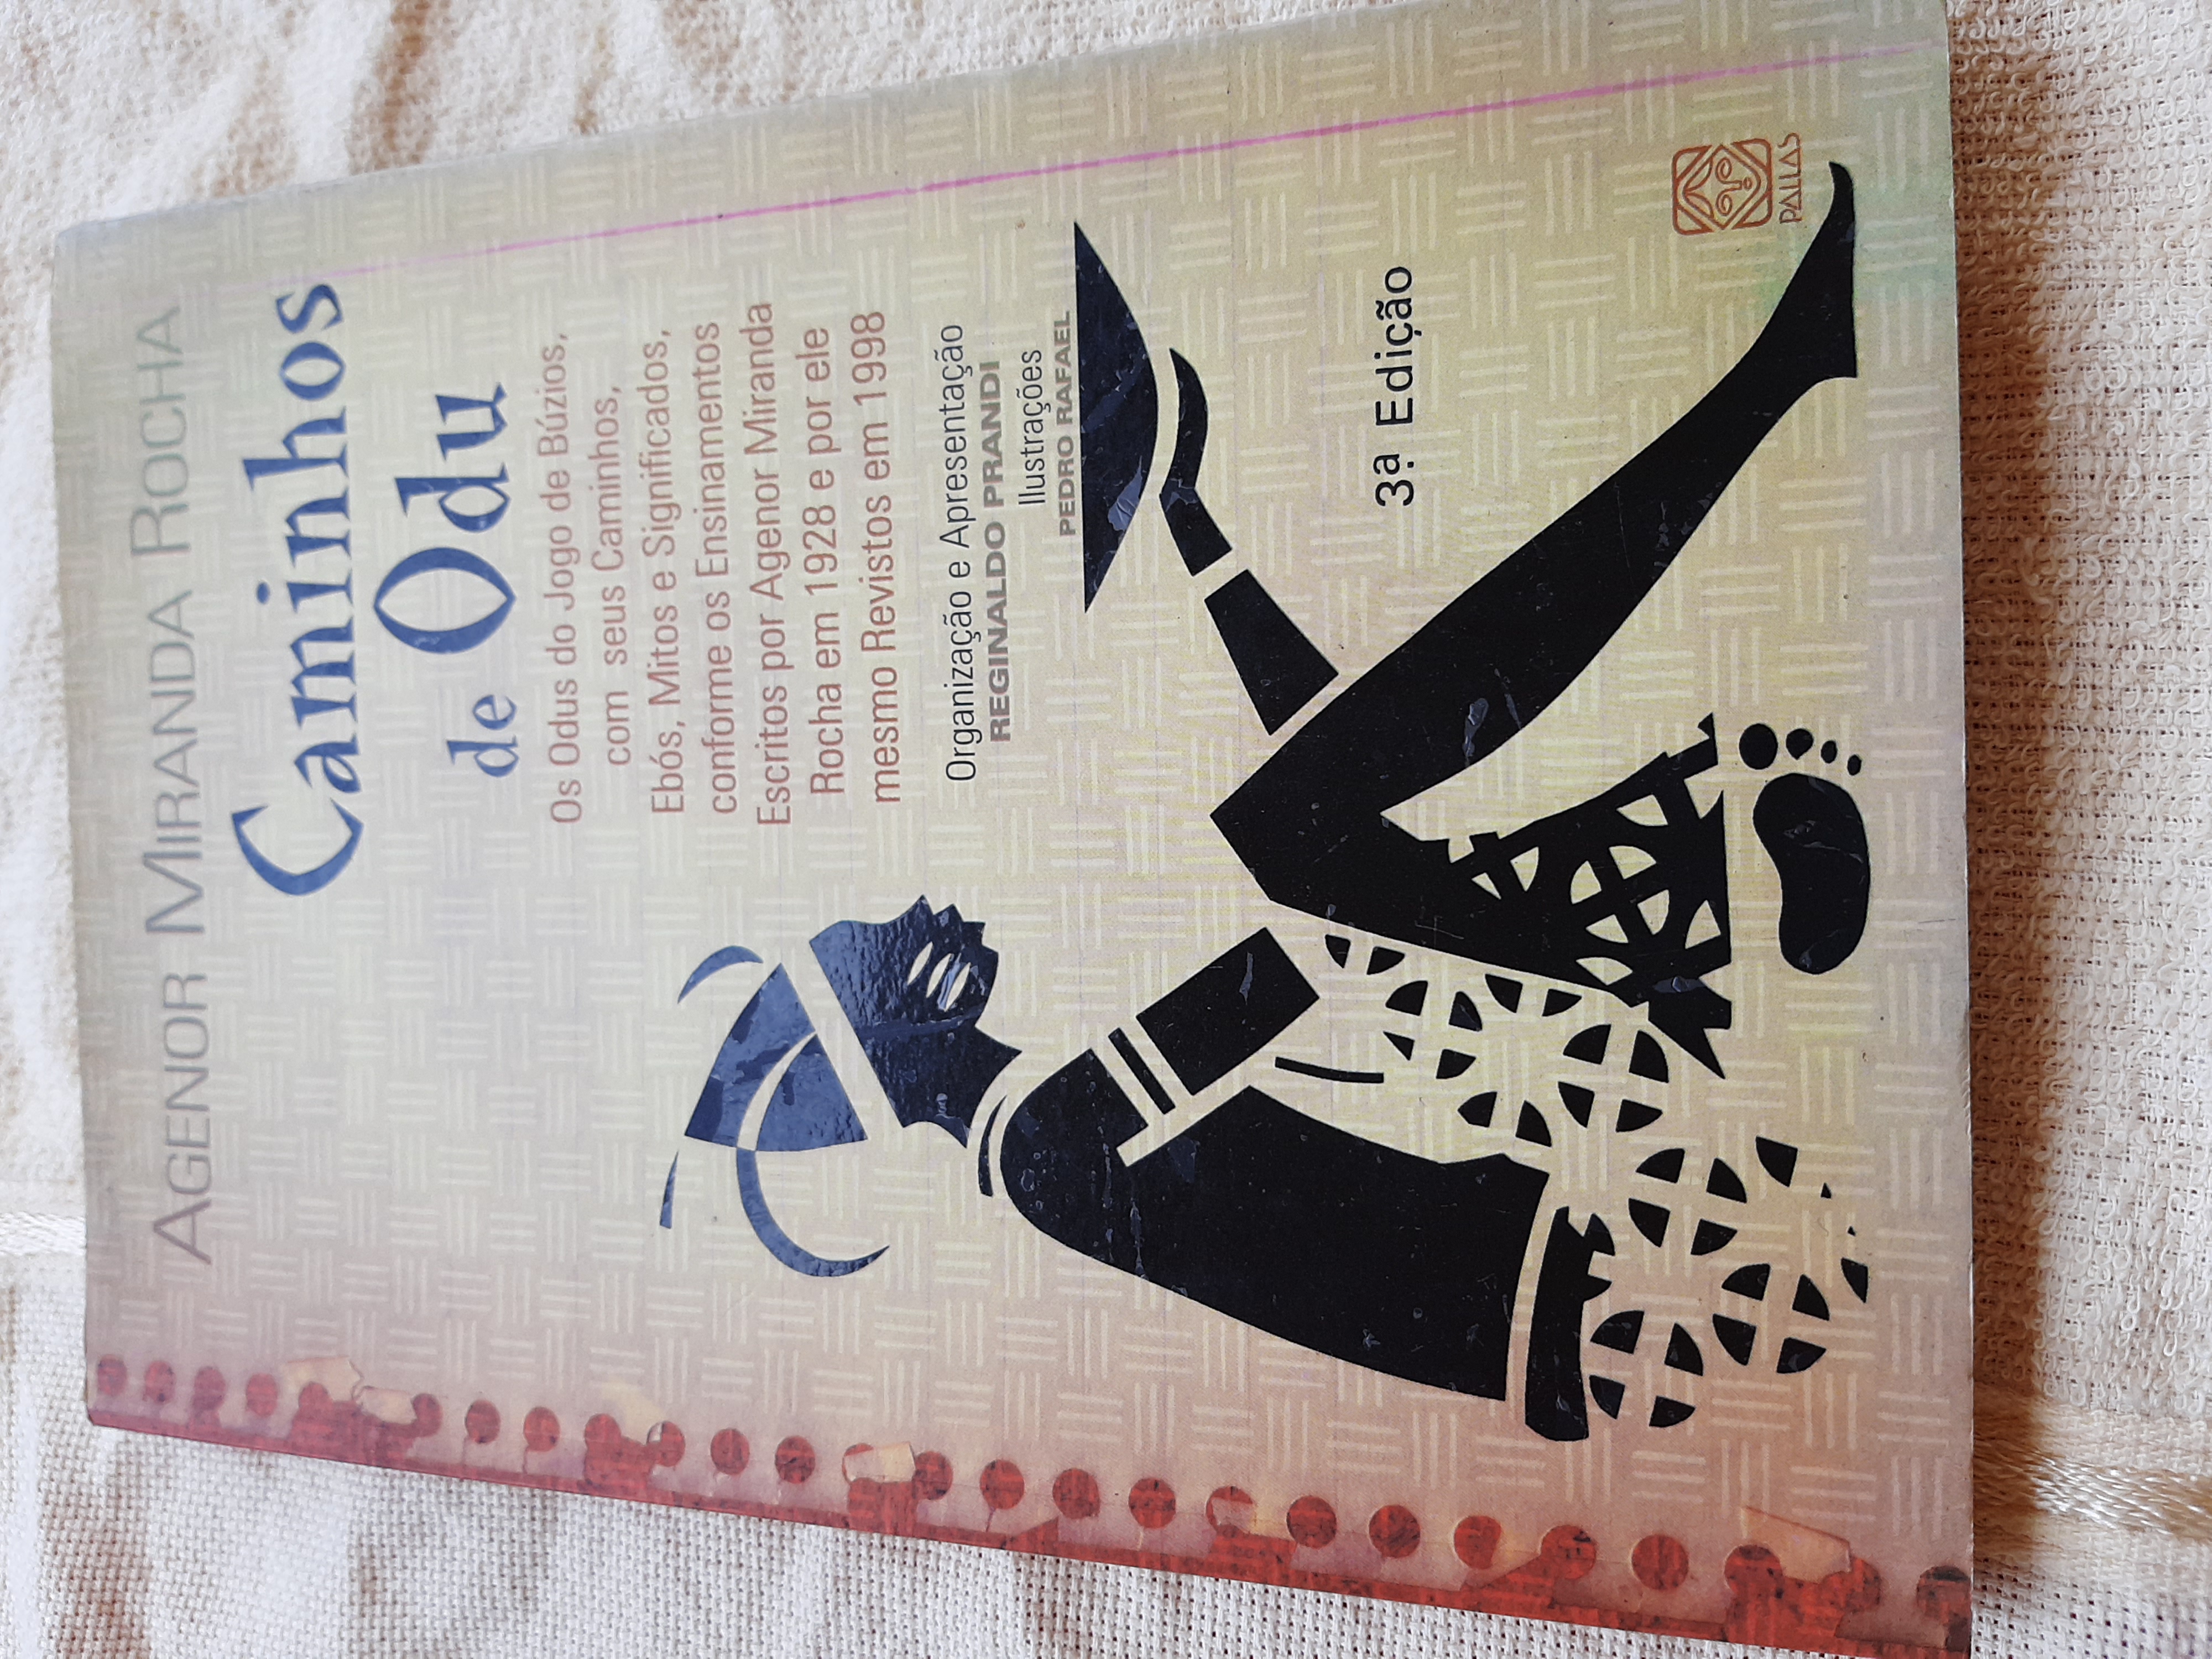 AGENOR MIRANDA ROCHA
Caminhos
de Odu
Os Odus do Jogo de Búzios,
com seus Caminhos,
Ebós, Mitos e Significados,
conforme os Ensinamentos
Escritos por Agenor Miranda
Rocha em 1928 e por ele
mesmo Revistos em 1998
Organização e Apresentação
REGINALDO PRANDI
Ilustrações
PEDRO RAFAEL
3ª Edição
PALLAS